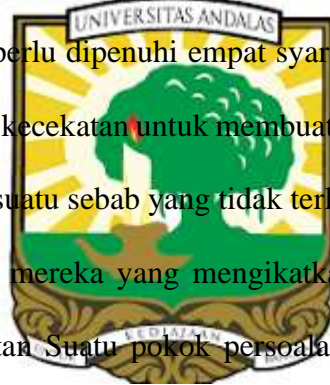 UNIVERSITAS ANDALAS
perlu dipenuhi empat syar
kecekatan untuk membuat
suatu sebab yang tidak
mereka yang mengikatka
tan Suatu pokok persoala
KEDJAJAAN